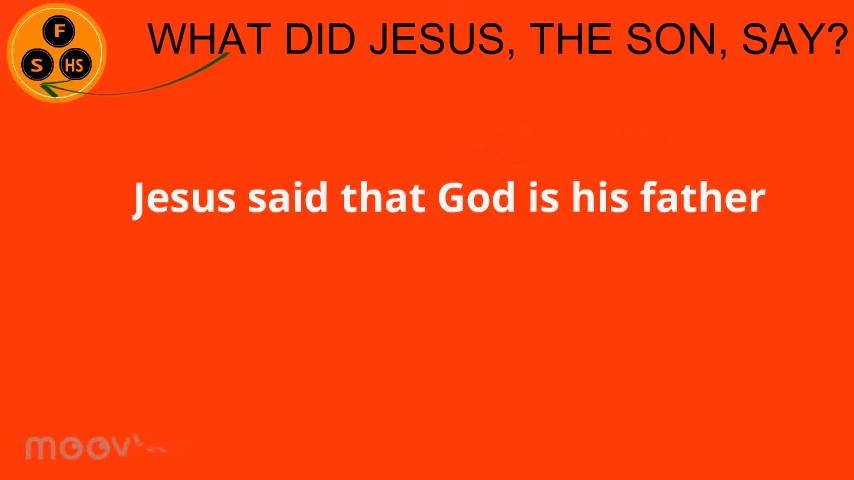 F
S HS
WHAT DID JESUS, THE SON, SAY?
Jesus said that God is his father
moov